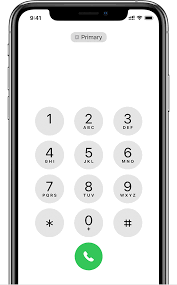 9:41
Primary
1 2 3
ABC DEF
4 5 6
GHI JKL MNO
7 8 9
PQRS TUV WXYZ
* 0 #
+